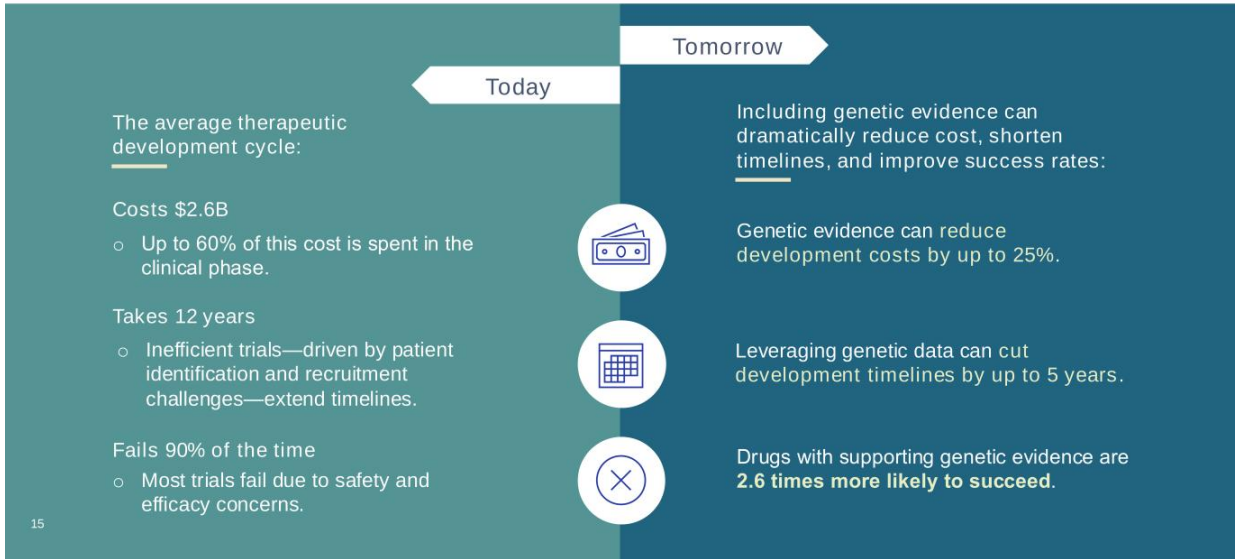 Tomorrow
Today
The average therapeutic
development cycle:
Costs $2.6B
o Up to 60% of this cost is spent in the
clinical phase.
Takes 12 years
o Inefficient trials—driven by patient
identification and recruitment
challenges—extend timelines.
Fails 90% of the time
o Most trials fail due to safety and
efficacy concerns.
15
Including genetic evidence can
dramatically reduce cost, shorten
timelines, and improve success rates:
Genetic evidence can reduce
development costs by up to 25%.
Leveraging genetic data can cut
development timelines by up to 5 years.
Drugs with supporting genetic evidence are
2.6 times more likely to succeed.